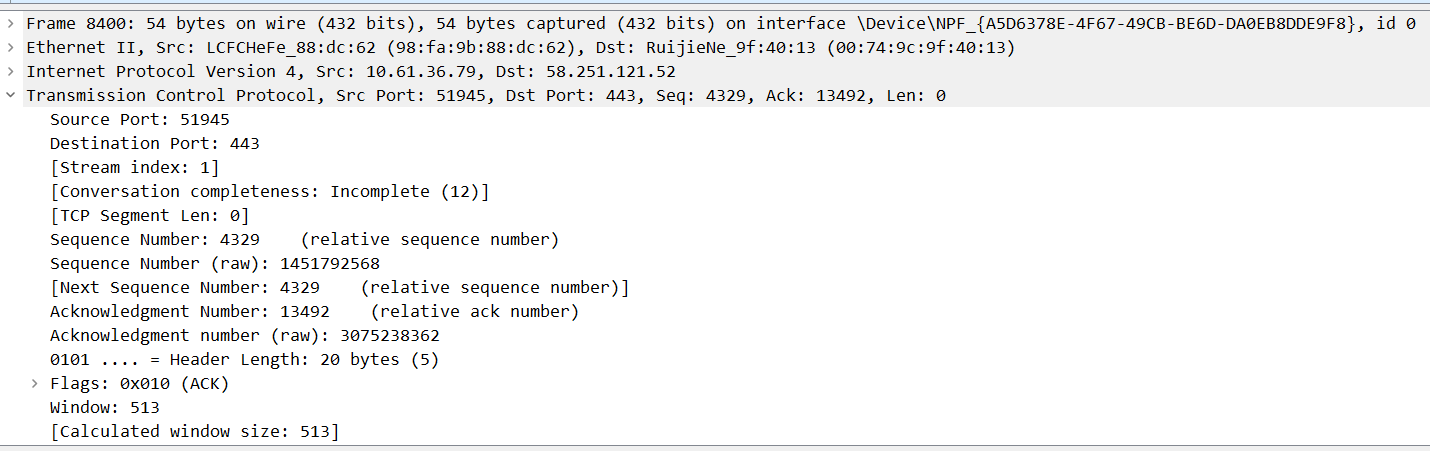 Frame 8400: 54 bytes on wire (432 bits), 54 bytes captured (432 bits) on interface \Device\NPF_{A5D6378E-4F67-49CB-BE6D-DA0EB8DDE9F8}, id 0
Ethernet II, Src: LCFCHeFe_88:dc:62 (98:fa:9b:88:dc:62), Dst: RuijieNe_9f:40:13 (00:74:9c:9f:40:13)
Internet Protocol Version 4, Src: 10.61.36.79, Dst: 58.251.121.52
Transmission Control Protocol, Src Port: 51945, Dst Port: 443, Seq: 4329, Ack: 13492, Len: 0
Source Port: 51945
Destination Port: 443
[Stream index: 1]
[Conversation completeness: Incomplete (12)]
[TCP Segment Len: 0]
Sequence Number: 4329    (relative sequence number)
Sequence Number (raw): 1451792568
[Next Sequence Number: 4329    (relative sequence number)]
Acknowledgment Number: 13492    (relative ack number)
Acknowledgment number (raw): 3075238362
0101 .... = Header Length: 20 bytes (5)
Flags: 0x010 (ACK)
Window: 513
[Calculated window size: 513]